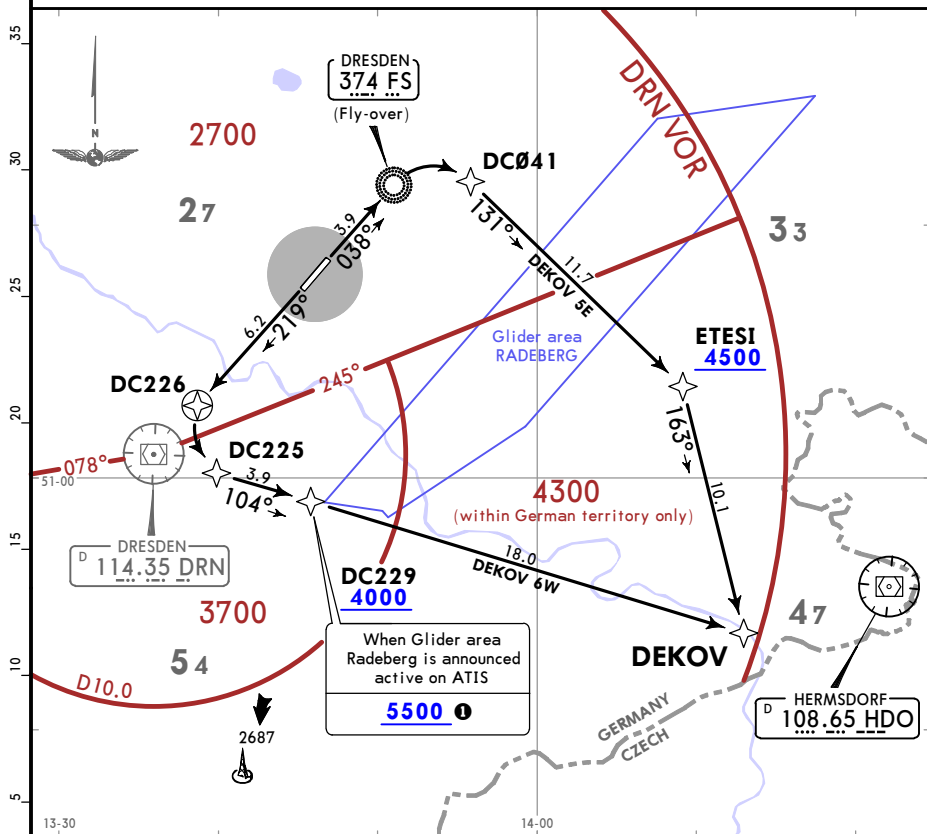 35
30
25
20
15
10
5
N
2700
27
DRESDEN
374 FS
(Fly-over)
DCØ41
131°
11.7
DEKOV 5E
DRN VOR
33
3.9
038°
6.2
219°
Glider area
RADEBERG
ETESI
4500
163°
10.1
DC226
245°
078°
51-00
DC225
3.9
104°
4300
(within German territory only)
D
DRESDEN
114.35 DRN
DC229
4000
18.0
DEKOV 6W
3700
54
D10.0
When Glider area
Radeberg is announced
active on ATIS
5500 ❶
DEKOV
47
D
HERMSDORF
108.65 HDO
GERMANY
CZECH
2687
13-30
14-00